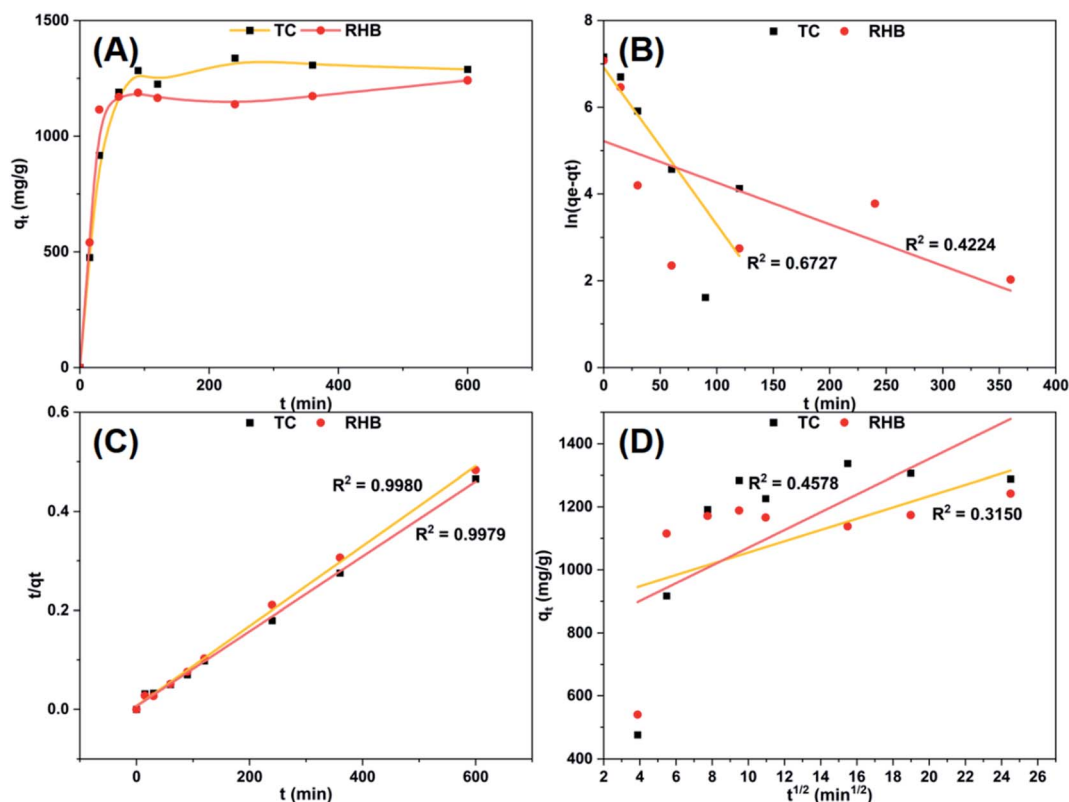 (A)
TC RHB
1500
1000
500
0
qt (mg/g)
0 200 400 600
t (min)
(B)
TC RHB
8
6
4
2
0
ln(qe-qt)
R² = 0.4224
R² = 0.6727
0 50 100 150 200 250 300 350 400
t (min)
(C)
TC RHB
0.6
0.4
0.2
0.0
t/qt
R² = 0.9980
R² = 0.9979
0 200 400 600
t (min)
(D)
TC RHB
1400
1200
1000
800
600
400
qt (mg/g)
R² = 0.4578
R² = 0.3150
2 4 6 8 10 12 14 16 18 20 22 24 26
t^1/2 (min^1/2)